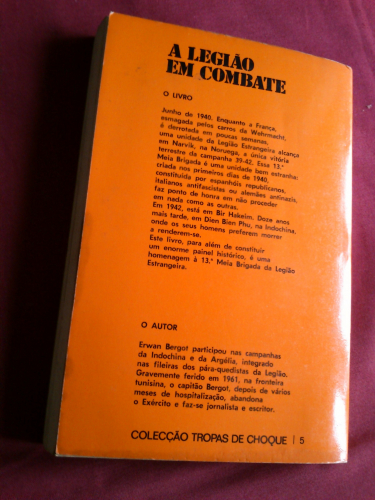 A LEGIÃO
EM COMBATE
O LIVRO
Junho de 1940. Enquanto a França,
esmagada pelos carros da Wehrmacht,
é derrotada em poucas semanas,
uma unidade da Legião Estrangeira alcança
em Narvik, na Noruega, a única vitória
terrestre da campanha 39-42. Essa 13.ª
Meia Brigada é uma unidade bem estranha:
criada nos primeiros dias de 1940,
constituída por espanhóis republicanos,
italianos antifascistas ou alemães antinazis,
faz ponto de honra em não proceder
em nada como as outras.
Em 1942, está em Bir Hakeim. Doze anos
mais tarde, em Dien Bien Phu, na Indochina,
onde os seus homens preferem morrer
a renderem-se.
Este livro, para além de constituir
um enorme painel histórico, é uma
homenagem à 13.ª Meia Brigada da Legião
Estrangeira.
O AUTOR
Erwan Bergot participou nas campanhas
da Indochina e da Argélia, integrado
nas fileiras dos pára-quedistas da Legião.
Gravemente ferido em 1961, na fronteira
tunisina, o capitão Bergot, depois de vários
meses de hospitalização, abandona
o Exército e faz-se jornalista e escritor.
COLECÇÃO TROPAS DE CHOQUE | 5